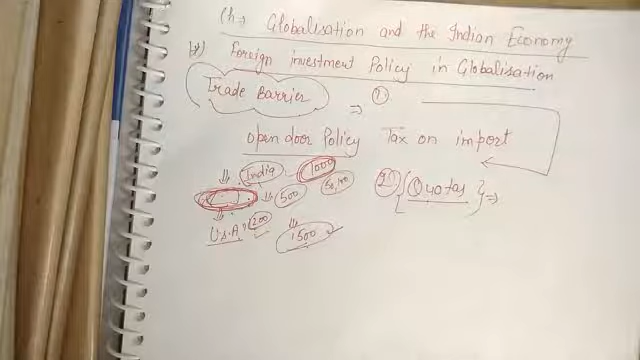 Ch → Globalisation and the Indian Economy
Foreign investment Policy in Globalisation
Trade Barrier ⇒ 1.
open door Policy Tax on import
India 1000
500 50,100 2. { Quotas } ⇒
U.S.A 200
1500